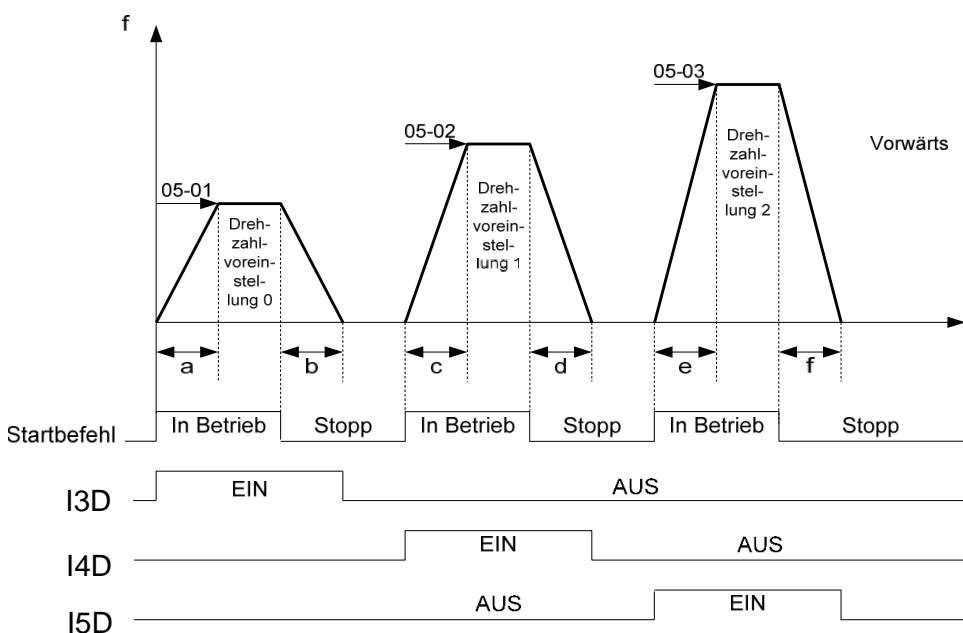 f
05-03
05-02
Vorwärts
05-01
Dreh-
zahl-
vorein-
stel-
lung 0
Dreh-
zahl-
vorein-
stel-
lung 1
Dreh-
zahl-
vorein-
stel-
lung 2
a b c d e f
Startbefehl In Betrieb Stopp In Betrieb Stopp In Betrieb Stopp
I3D EIN AUS
I4D EIN AUS
I5D AUS EIN